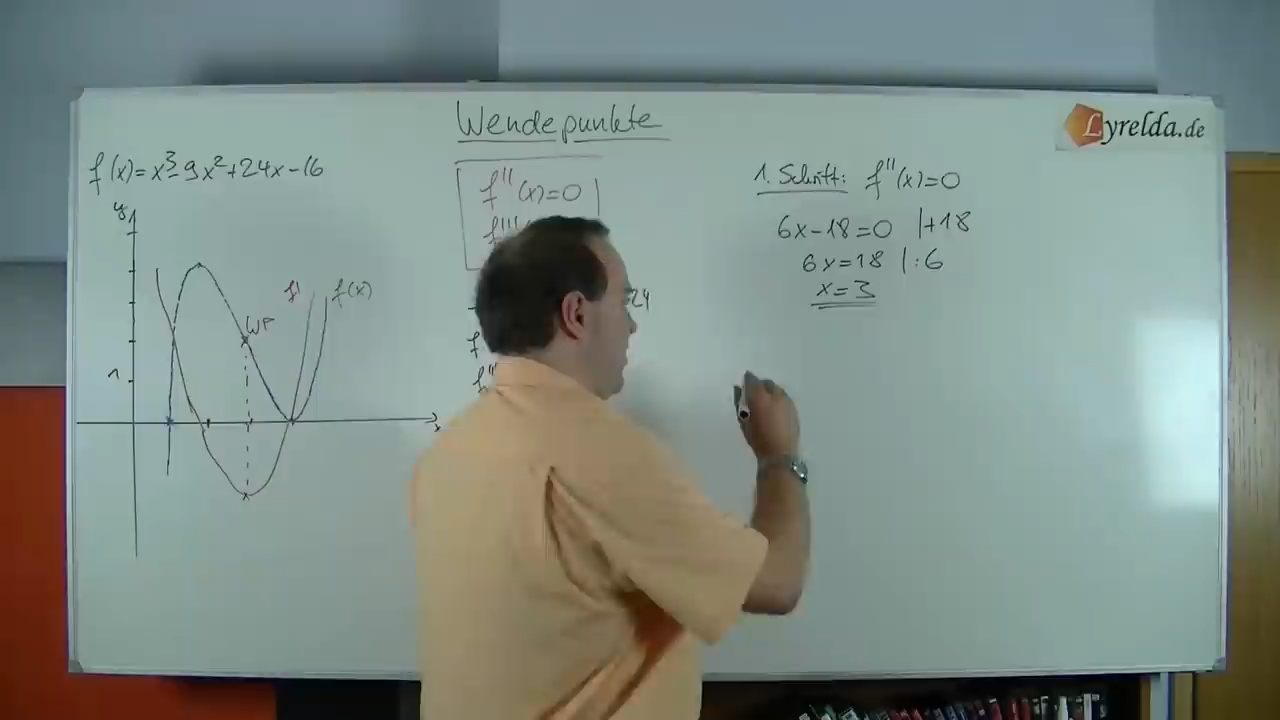 Wendepunkte
Lyrelda.de
f(x)=x³-9x²+24x-16
y
1
WP
f'
f(x)
x
f''(x)=0
f'''
24
f
f''
1. Schritt: f''(x)=0
6x-18=0 |+18
6x=18 |:6
x=3